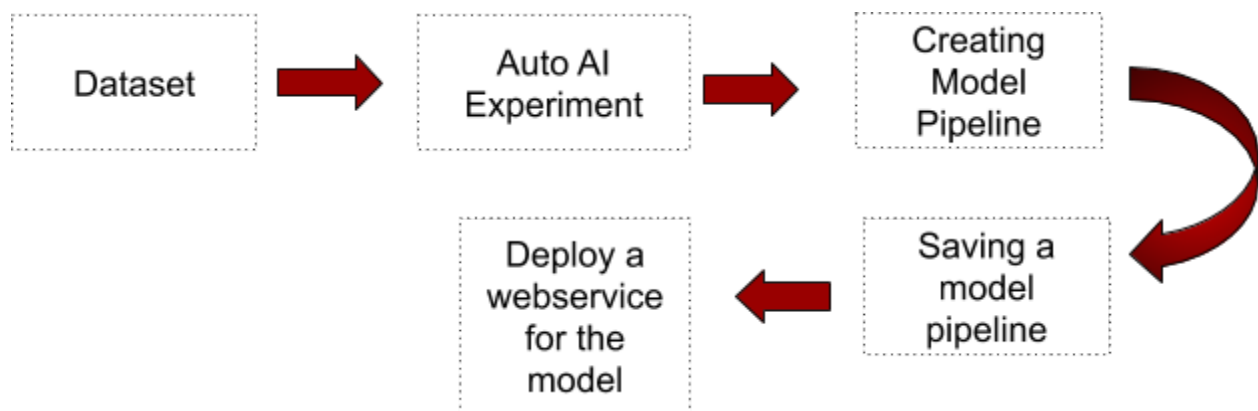 Dataset
Auto AI
Experiment
Creating
Model
Pipeline
Saving a
model
pipeline
Deploy a
webservice
for the
model